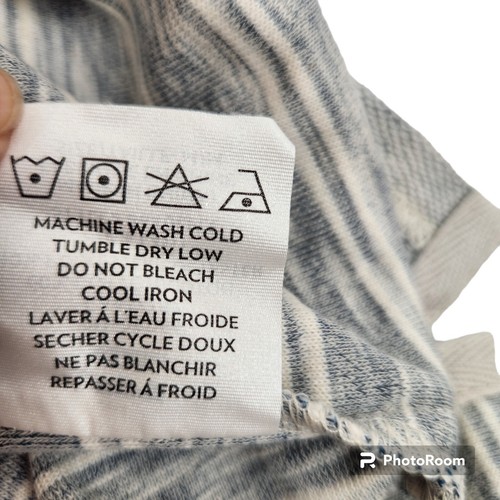 MACHINE WASH COLD
TUMBLE DRY LOW
DO NOT BLEACH
COOL IRON
LAVER Á L'EAU FROIDE
SECHER CYCLE DOUX
NE PAS BLANCHIR
REPASSER Á FROID
PhotoRoom